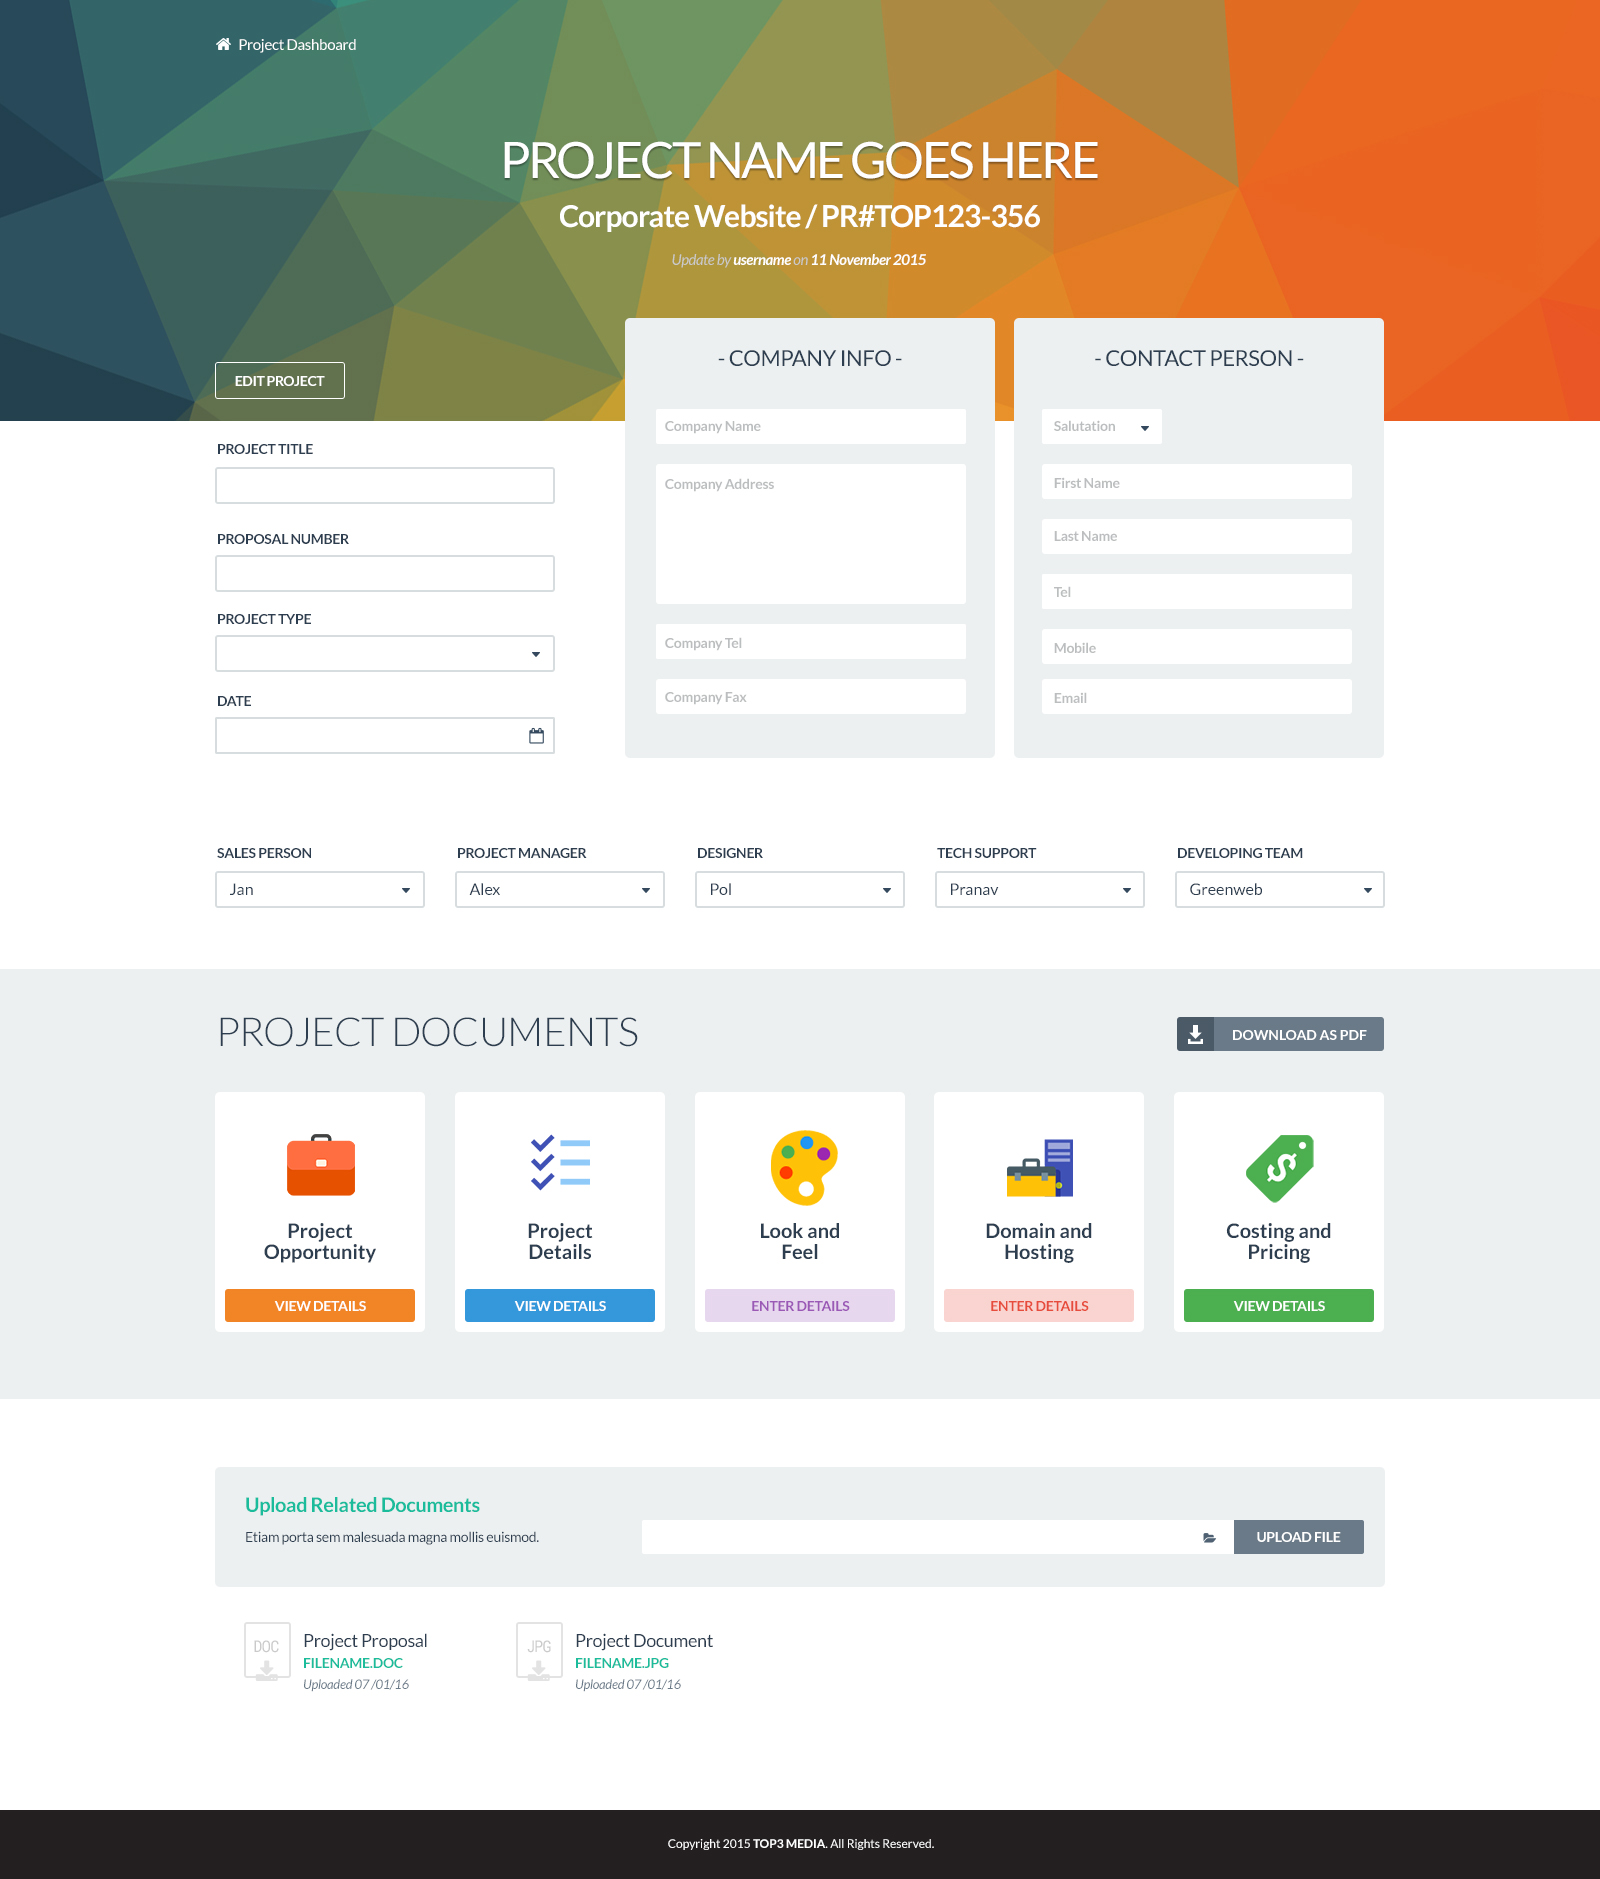 Project Dashboard
PROJECT NAME GOES HERE
Corporate Website / PR#TOP123-356
Update by username on 11 November 2015
EDIT PROJECT
PROJECT TITLE
PROPOSAL NUMBER
PROJECT TYPE
DATE
- COMPANY INFO -
Company Name
Company Address
Company Tel
Company Fax
- CONTACT PERSON -
Salutation
First Name
Last Name
Tel
Mobile
Email
SALES PERSON
Jan
PROJECT MANAGER
Alex
DESIGNER
Pol
TECH SUPPORT
Pranav
DEVELOPING TEAM
Greenweb
PROJECT DOCUMENTS
DOWNLOAD AS PDF
Project
Opportunity
VIEW DETAILS
Project
Details
VIEW DETAILS
Look and
Feel
ENTER DETAILS
Domain and
Hosting
ENTER DETAILS
$
Costing and
Pricing
VIEW DETAILS
Upload Related Documents
Etiam porta sem malesuada magna mollis euismod.
UPLOAD FILE
DOC
Project Proposal
FILENAME.DOC
Uploaded 07 /01/16
JPG
Project Document
FILENAME.JPG
Uploaded 07 /01/16
Copyright 2015 TOP3 MEDIA. All Rights Reserved.